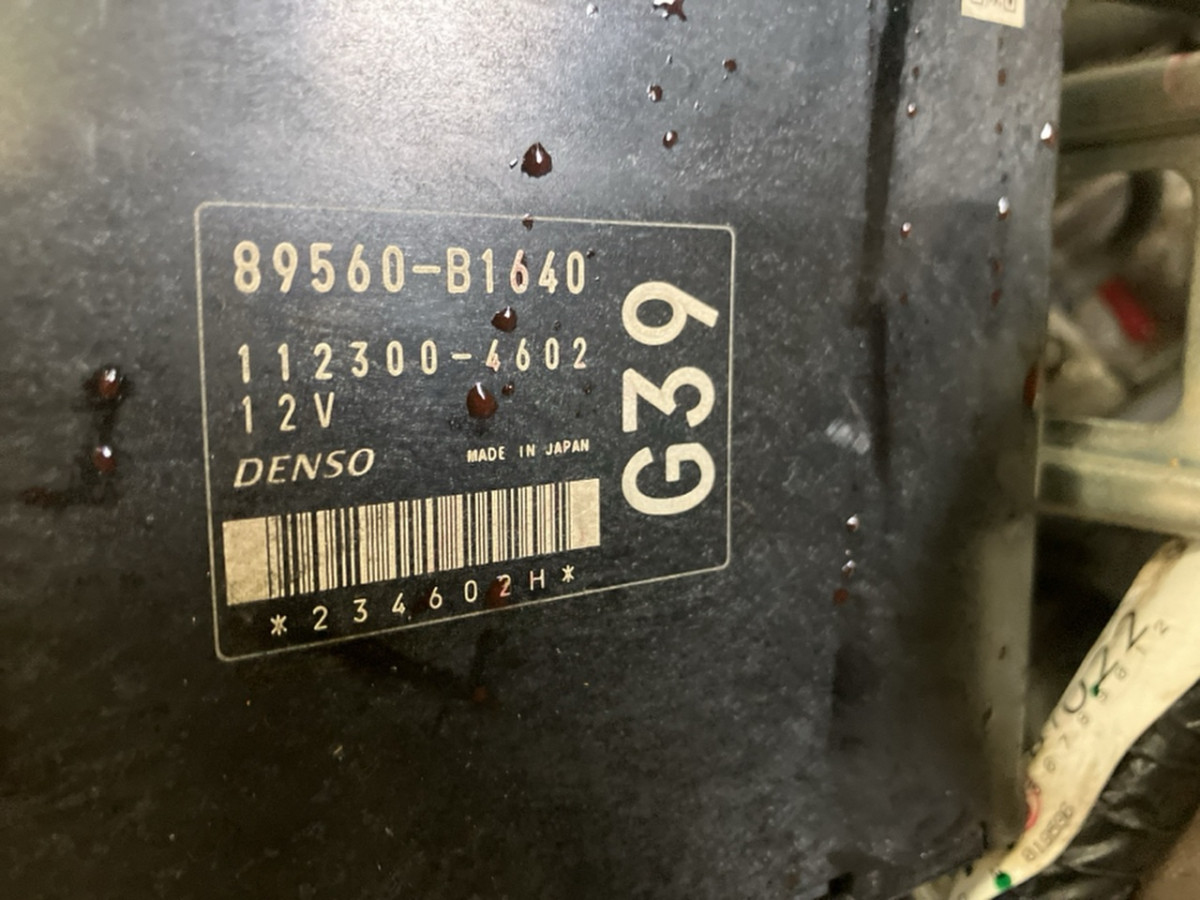 89560-B1640
112300-4602
12V
DENSO
MADE IN JAPAN
*234602H*
G39